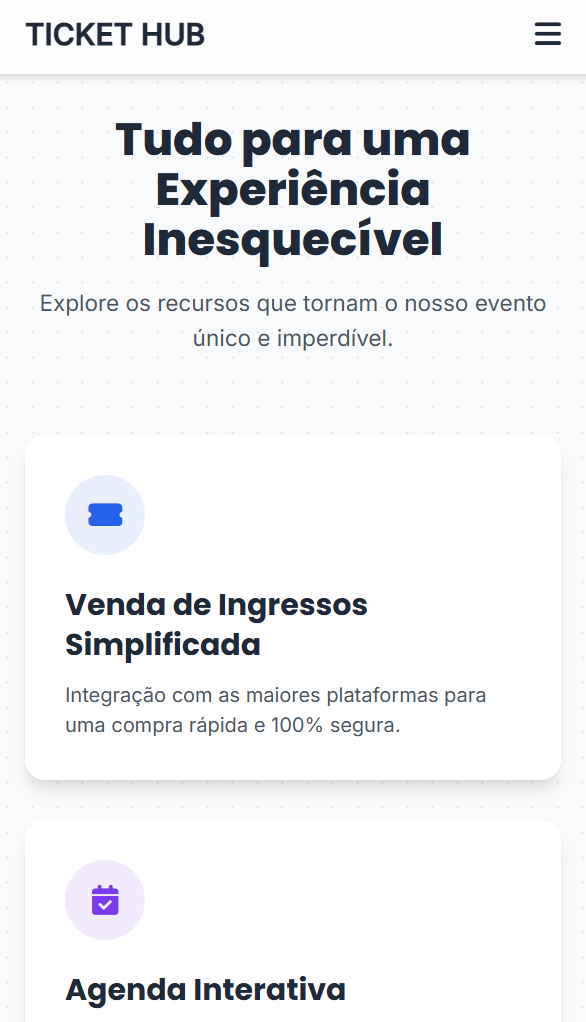 TICKET HUB
Tudo para uma
Experiência
Inesquecível
Explore os recursos que tornam o nosso evento
único e imperdível.
Venda de Ingressos
Simplificada
Integração com as maiores plataformas para
uma compra rápida e 100% segura.
Agenda Interativa